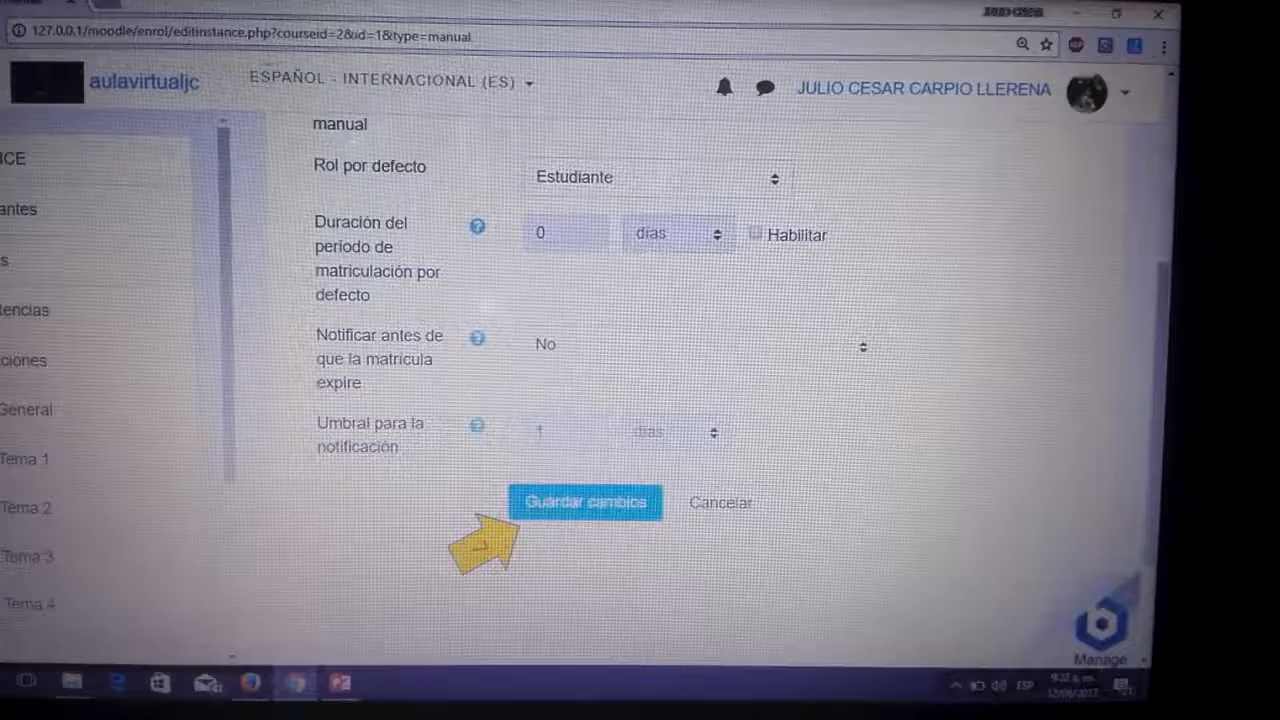 127.0.0.1/moodle/enrol/editinstance.php?courseid=2&id=1&type=manual
aulavirtualjc
ESPAÑOL - INTERNACIONAL (ES)
JULIO CESAR CARPIO LLERENA
manual
Rol por defecto
Estudiante
Duración del
periodo de
matriculación por
defecto
0
días
Habilitar
Notificar antes de
que la matrícula
expire
No
Umbral para la
notificación
1
días
Guardar cambios
Cancelar
ICE
antes
s
tencias
ciones
General
Tema 1
Tema 2
Tema 3
Tema 4
Manage
ESP